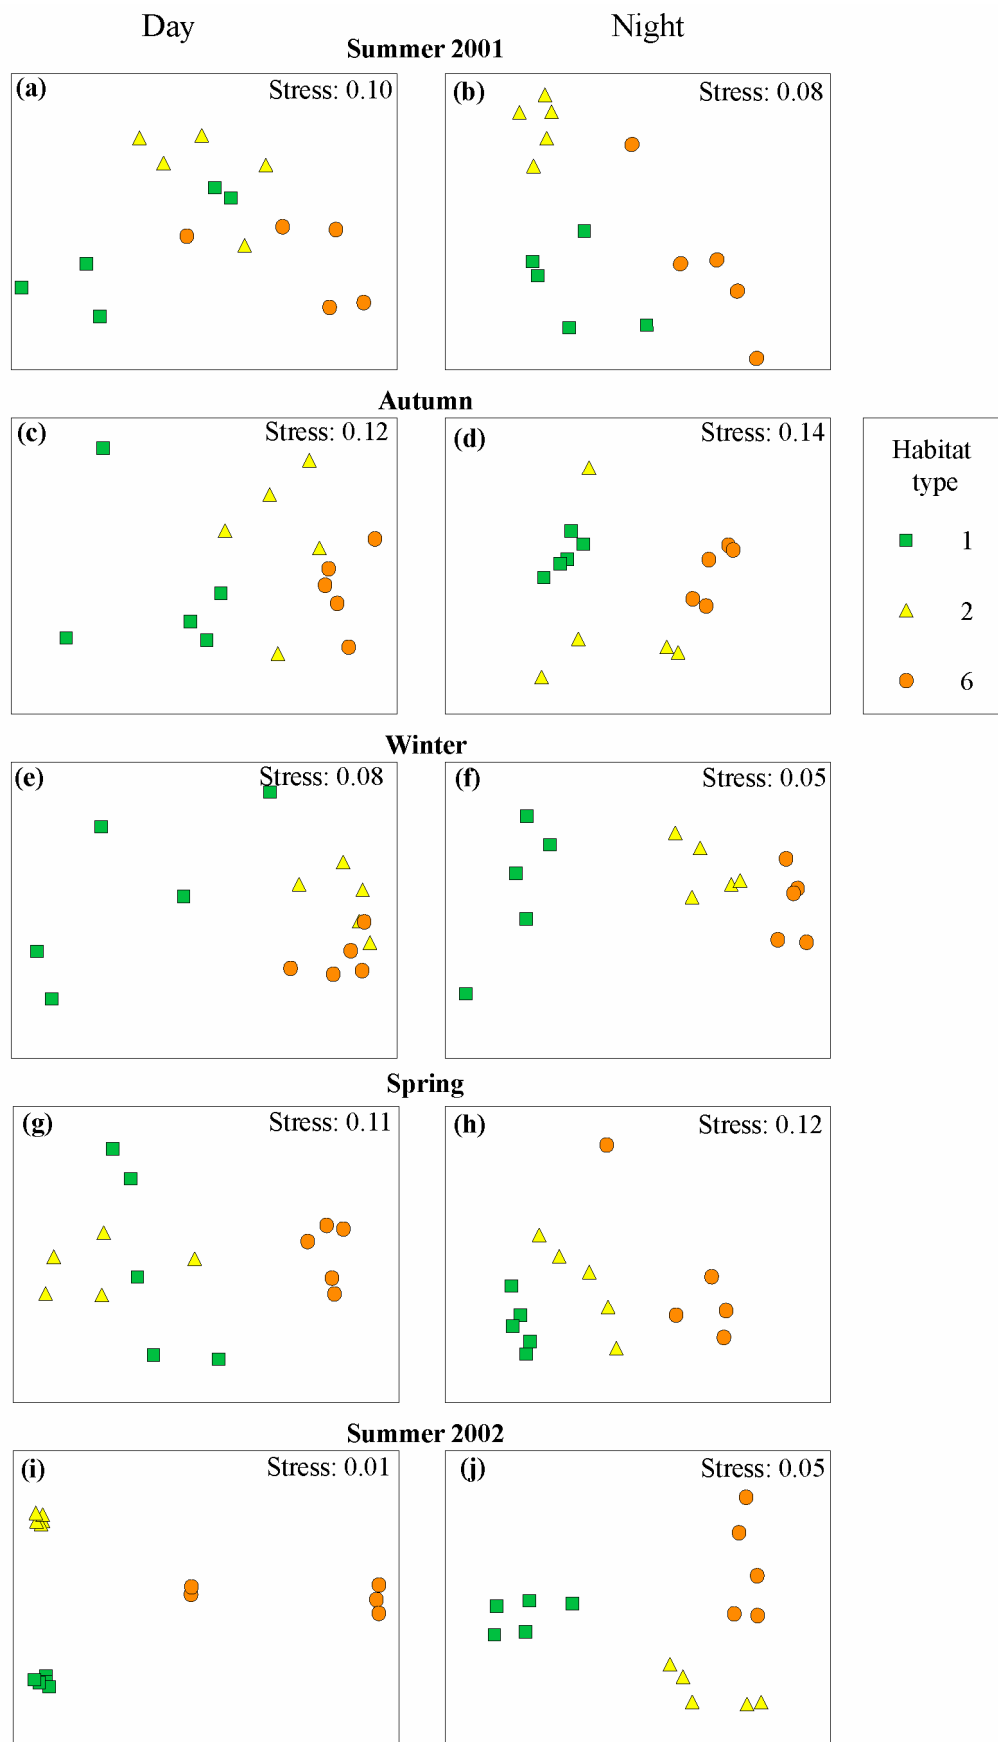 Day Night
Summer 2001
(a) Stress: 0.10
(b) Stress: 0.08
Autumn
(c) Stress: 0.12
(d) Stress: 0.14
Habitat
type
1
2
6
Winter
(e) Stress: 0.08
(f) Stress: 0.05
Spring
(g) Stress: 0.11
(h) Stress: 0.12
Summer 2002
(i) Stress: 0.01
(j) Stress: 0.05